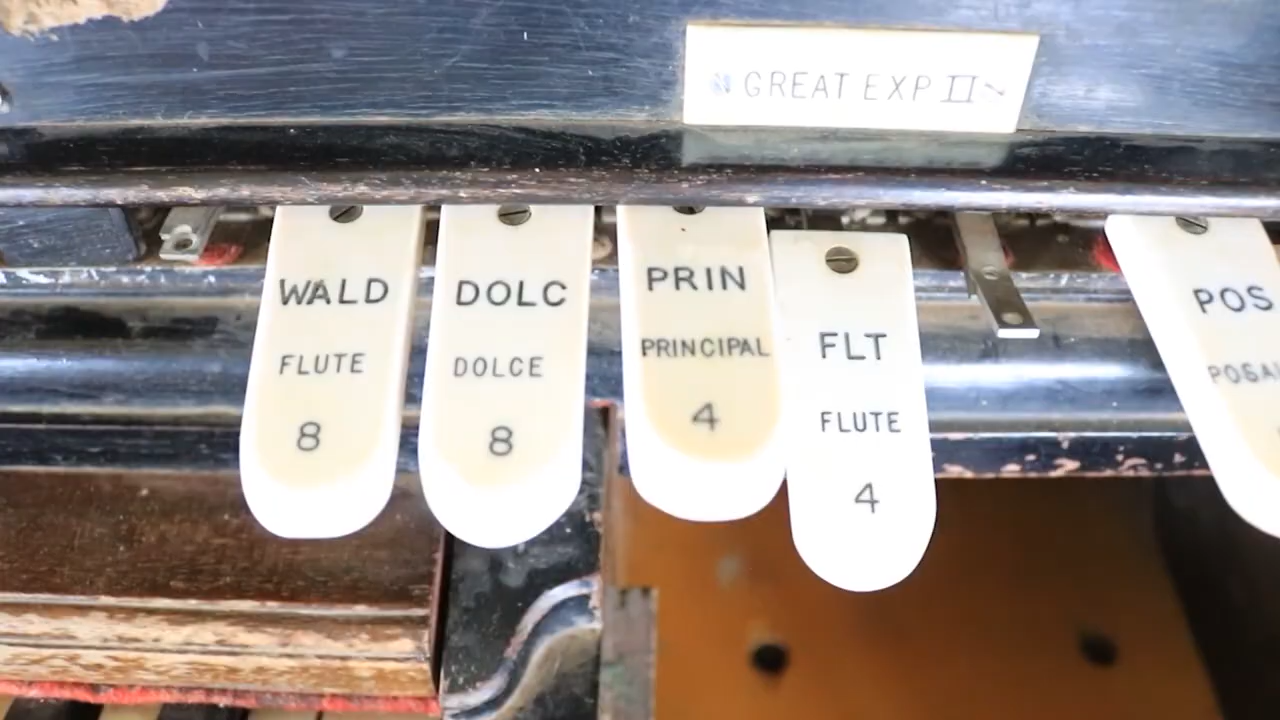 GREAT EXP II
WALD
FLUTE
8
DOLC
DOLCE
8
PRIN
PRINCIPAL
4
FLT
FLUTE
4
POS